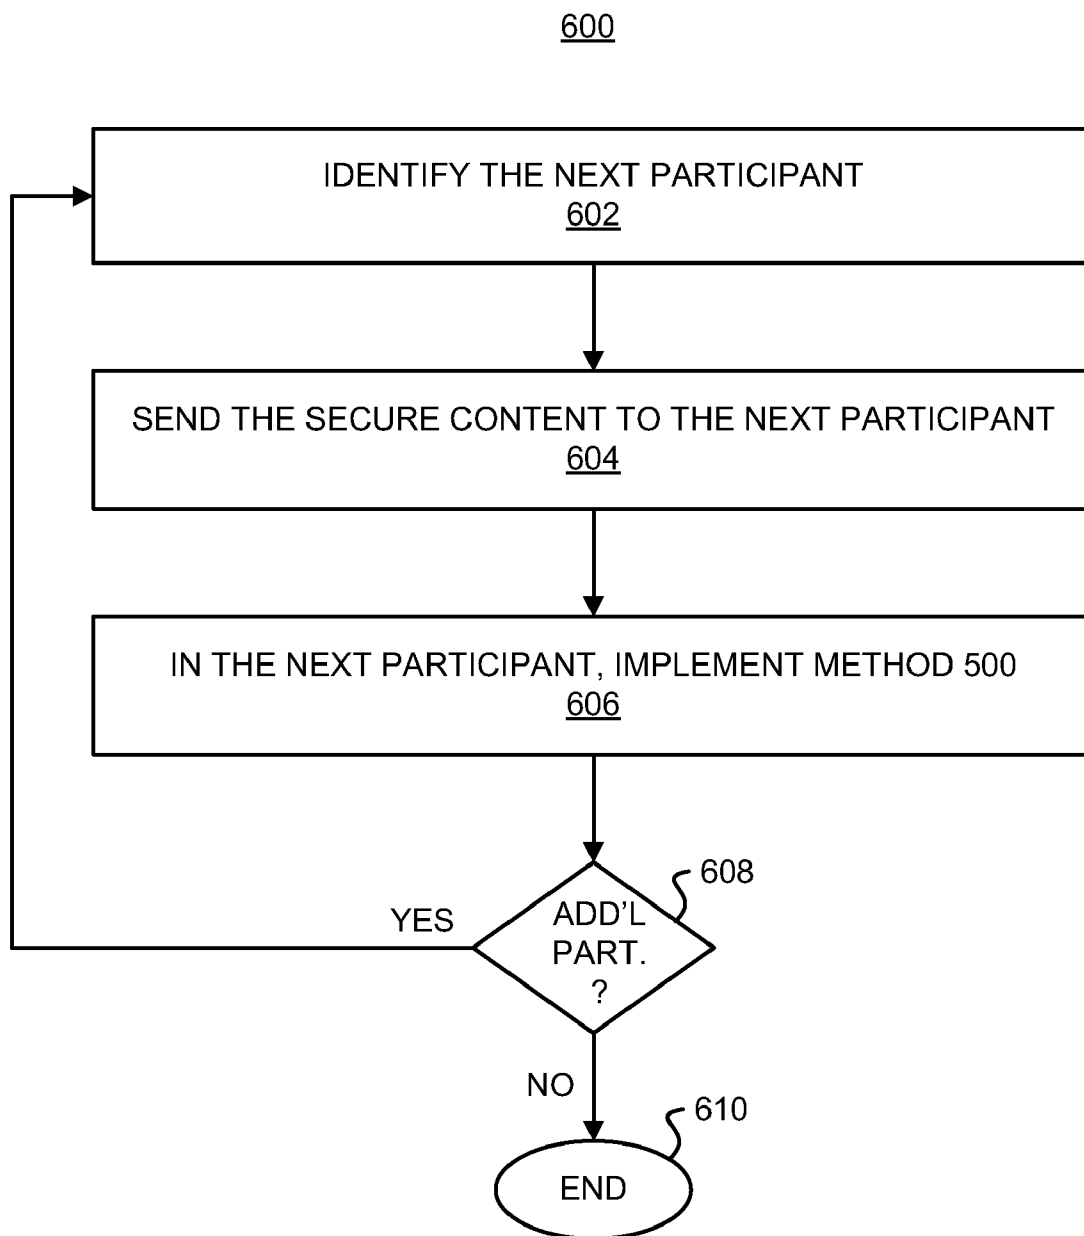 600
IDENTIFY THE NEXT PARTICIPANT
602
SEND THE SECURE CONTENT TO THE NEXT PARTICIPANT
604
IN THE NEXT PARTICIPANT, IMPLEMENT METHOD 500
606
608
YES
ADD'L
PART.
?
NO
610
END